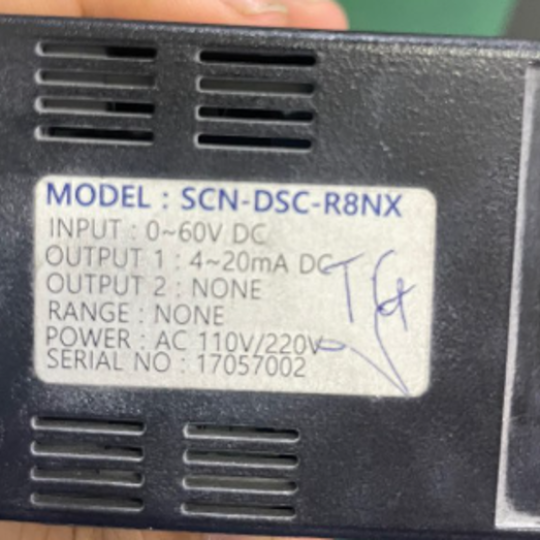 MODEL : SCN-DSC-R8NX
INPUT : 0~60V DC
OUTPUT 1 : 4~20mA DC
OUTPUT 2 : NONE
RANGE : NONE
POWER : AC 110V/220V
SERIAL NO : 17057002